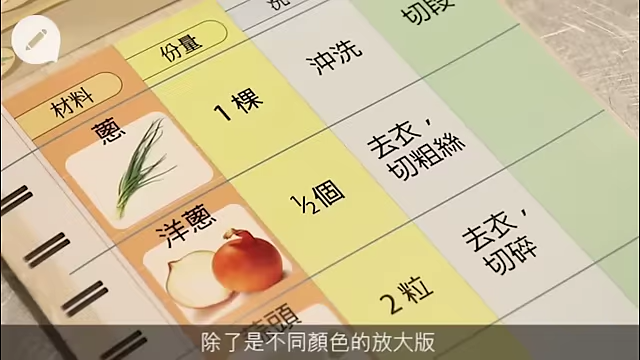 份量
材料
切段
沖洗
1棵
蔥
去衣，
切粗絲
½個
洋蔥
去衣，
切碎
2粒
蒜頭
除了是不同顏色的放大版